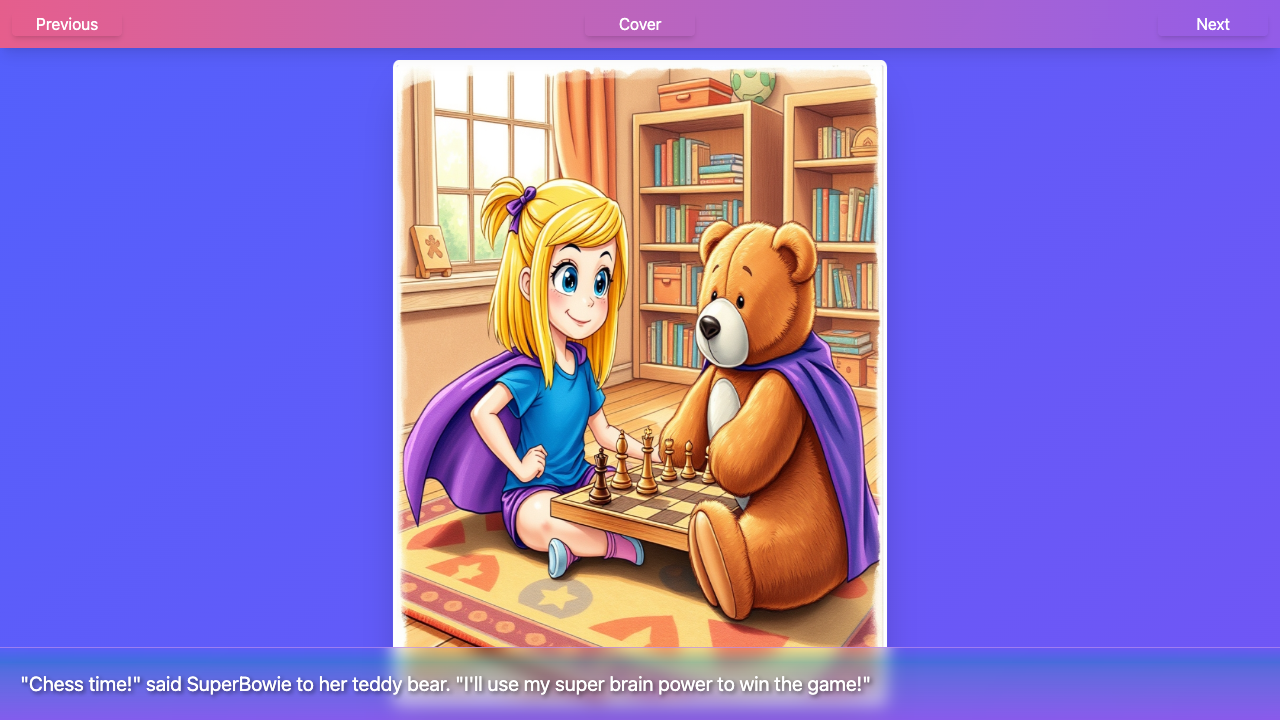 Previous
Cover
Next
"Chess time!" said SuperBowie to her teddy bear. "I'll use my super brain power to win the game!"